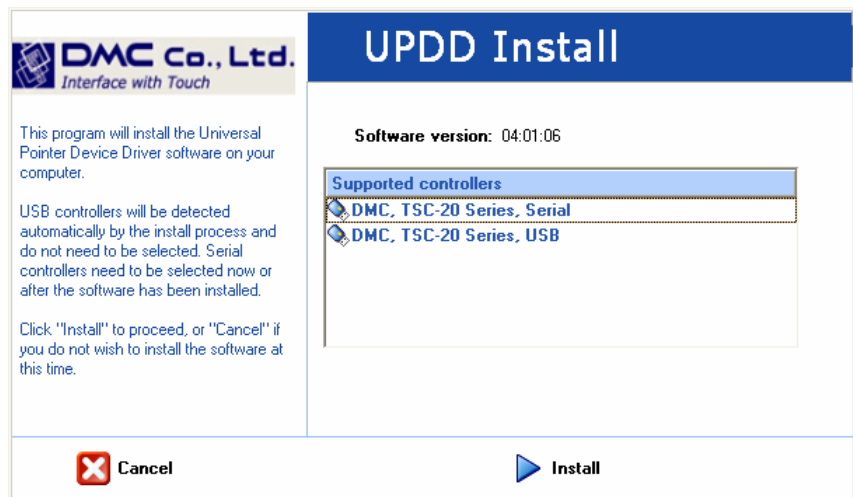 DMC Co., Ltd.
Interface with Touch
UPDD Install
This program will install the Universal
Pointer Device Driver software on your
computer.
USB controllers will be detected
automatically by the install process and
do not need to be selected. Serial
controllers need to be selected now or
after the software has been installed.
Click "Install" to proceed, or "Cancel" if
you do not wish to install the software at
this time.
Software version: 04:01:06
Supported controllers
DMC, TSC-20 Series, Serial
DMC, TSC-20 Series, USB
Cancel
Install